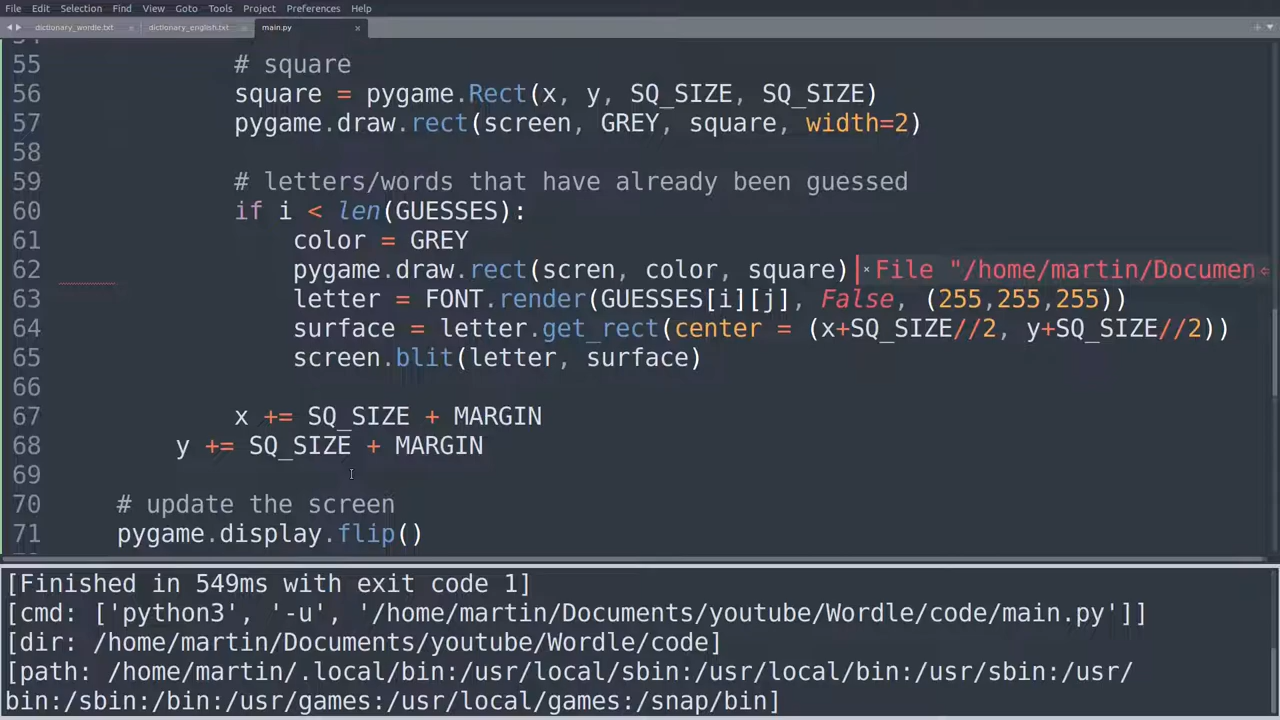 File Edit Selection Find View Goto Tools Project Preferences Help
dictionary_wordle.txt × dictionary_english.txt × main.py ×
54
55 # square
56 square = pygame.Rect(x, y, SQ_SIZE, SQ_SIZE)
57 pygame.draw.rect(screen, GREY, square, width=2)
58
59 # letters/words that have already been guessed
60 if i < len(GUESSES):
61 color = GREY
62 pygame.draw.rect(scren, color, square) × File "/home/martin/Documen
63 letter = FONT.render(GUESSES[i][j], False, (255,255,255))
64 surface = letter.get_rect(center = (x+SQ_SIZE//2, y+SQ_SIZE//2))
65 screen.blit(letter, surface)
66
67 x += SQ_SIZE + MARGIN
68 y += SQ_SIZE + MARGIN
69
70 # update the screen
71 pygame.display.flip()
[Finished in 549ms with exit code 1]
[cmd: ['python3', '-u', '/home/martin/Documents/youtube/Wordle/code/main.py']]
[dir: /home/martin/Documents/youtube/Wordle/code]
[path: /home/martin/.local/bin:/usr/local/sbin:/usr/local/bin:/usr/sbin:/usr/
bin:/sbin:/bin:/usr/games:/usr/local/games:/snap/bin]